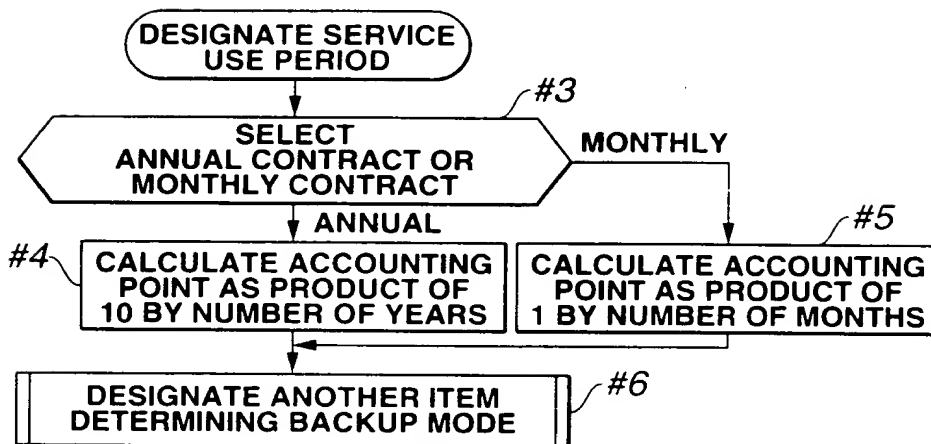 DESIGNATE SERVICE
USE PERIOD
#3
SELECT
ANNUAL CONTRACT OR
MONTHLY CONTRACT
MONTHLY
ANNUAL
#4
CALCULATE ACCOUNTING
POINT AS PRODUCT OF
10 BY NUMBER OF YEARS
#5
CALCULATE ACCOUNTING
POINT AS PRODUCT OF
1 BY NUMBER OF MONTHS
#6
DESIGNATE ANOTHER ITEM
DETERMINING BACKUP MODE